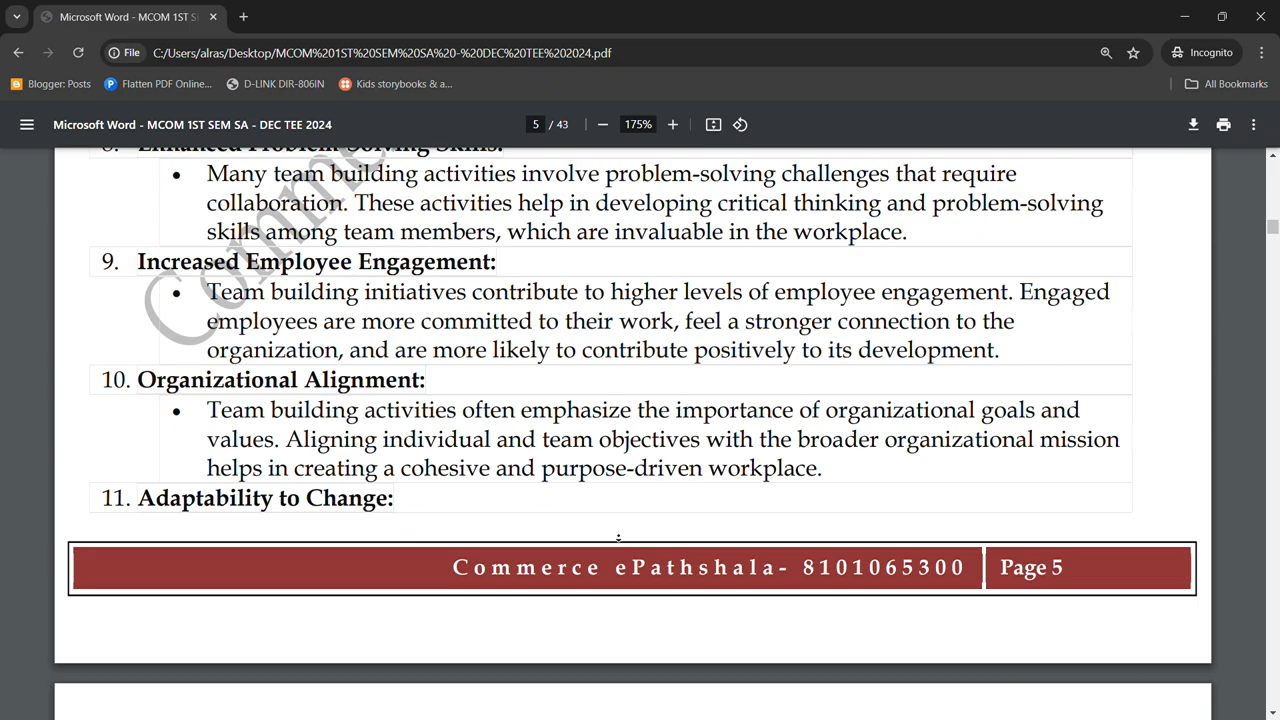 Microsoft Word - MCOM 1ST S
File C:/Users/alras/Desktop/MCOM%201ST%20SEM%20SA%20-%20DEC%20TEE%202024.pdf Incognito
Blogger: Posts Flatten PDF Online... D-LINK DIR-806IN Kids storybooks & a... All Bookmarks
Microsoft Word - MCOM 1ST SEM SA - DEC TEE 2024 5 / 43 175%
8. Enhanced Problem-Solving Skills:
• Many team building activities involve problem-solving challenges that require
collaboration. These activities help in developing critical thinking and problem-solving
skills among team members, which are invaluable in the workplace.
9. Increased Employee Engagement:
• Team building initiatives contribute to higher levels of employee engagement. Engaged
employees are more committed to their work, feel a stronger connection to the
organization, and are more likely to contribute positively to its development.
10. Organizational Alignment:
• Team building activities often emphasize the importance of organizational goals and
values. Aligning individual and team objectives with the broader organizational mission
helps in creating a cohesive and purpose-driven workplace.
11. Adaptability to Change:
Comme
Commerce ePathshala- 8101065300 Page 5